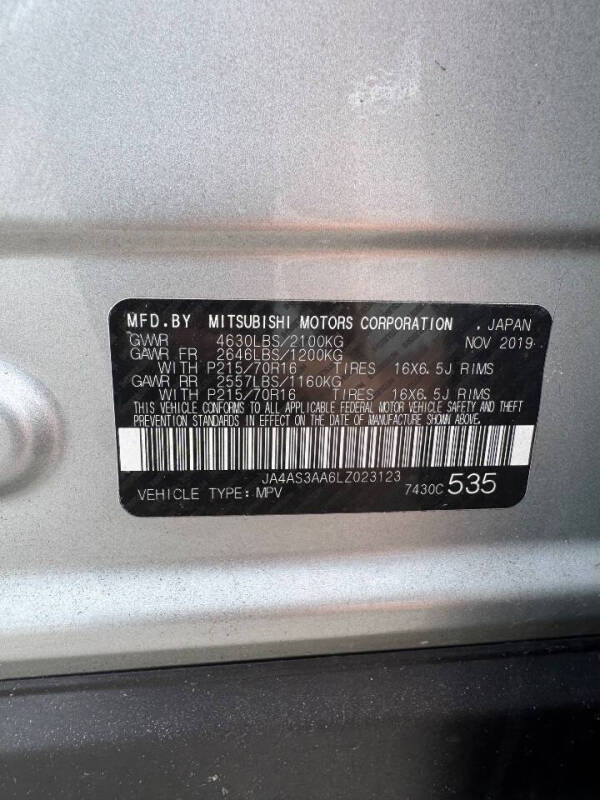 MFD.BY MITSUBISHI MOTORS CORPORATION , JAPAN
GVWR 4630LBS/2100KG NOV 2019
GAWR FR 2646LBS/1200KG
WITH P215/70R16 TIRES 16X6.5J RIMS
GAWR RR 2557LBS/1160KG
WITH P215/70R16 TIRES 16X6.5J RIMS
THIS VEHICLE CONFORMS TO ALL APPLICABLE FEDERAL MOTOR VEHICLE SAFETY AND THEFT
PREVENTION STANDARDS IN EFFECT ON THE DATE OF MANUFACTURE SHOWN ABOVE.
JA4AS3AA6LZ023123
VEHICLE TYPE: MPV 7430C 535